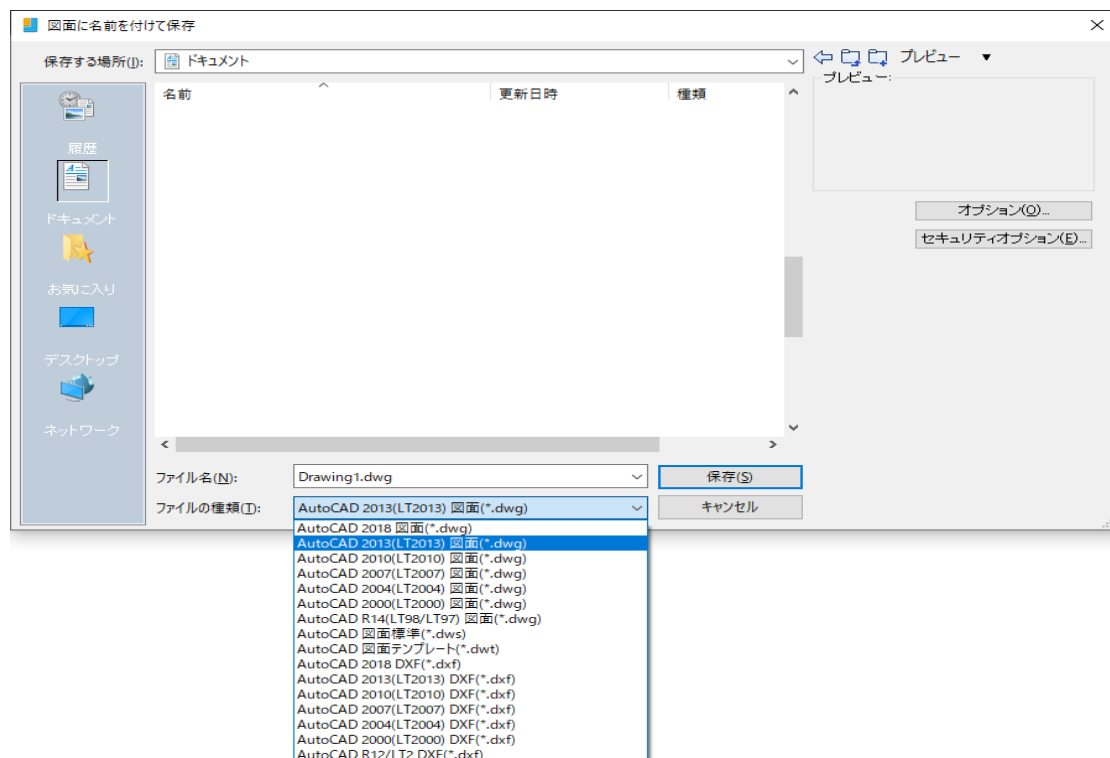 図面に名前を付けて保存
保存する場所(I):
ドキュメント
プレビュー
プレビュー:
名前
更新日時
種類
履歴
ドキュメント
お気に入り
デスクトップ
ネットワーク
オプション(O)...
セキュリティオプション(E)...
ファイル名(N):
Drawing1.dwg
保存(S)
ファイルの種類(T):
AutoCAD 2013(LT2013) 図面(*.dwg)
キャンセル
AutoCAD 2018 図面(*.dwg)
AutoCAD 2013(LT2013) 図面(*.dwg)
AutoCAD 2010(LT2010) 図面(*.dwg)
AutoCAD 2007(LT2007) 図面(*.dwg)
AutoCAD 2004(LT2004) 図面(*.dwg)
AutoCAD 2000(LT2000) 図面(*.dwg)
AutoCAD R14(LT98/LT97) 図面(*.dwg)
AutoCAD 図面標準(*.dws)
AutoCAD 図面テンプレート(*.dwt)
AutoCAD 2018 DXF(*.dxf)
AutoCAD 2013(LT2013) DXF(*.dxf)
AutoCAD 2010(LT2010) DXF(*.dxf)
AutoCAD 2007(LT2007) DXF(*.dxf)
AutoCAD 2004(LT2004) DXF(*.dxf)
AutoCAD 2000(LT2000) DXF(*.dxf)
AutoCAD R12/LT2 DXF(*.dxf)